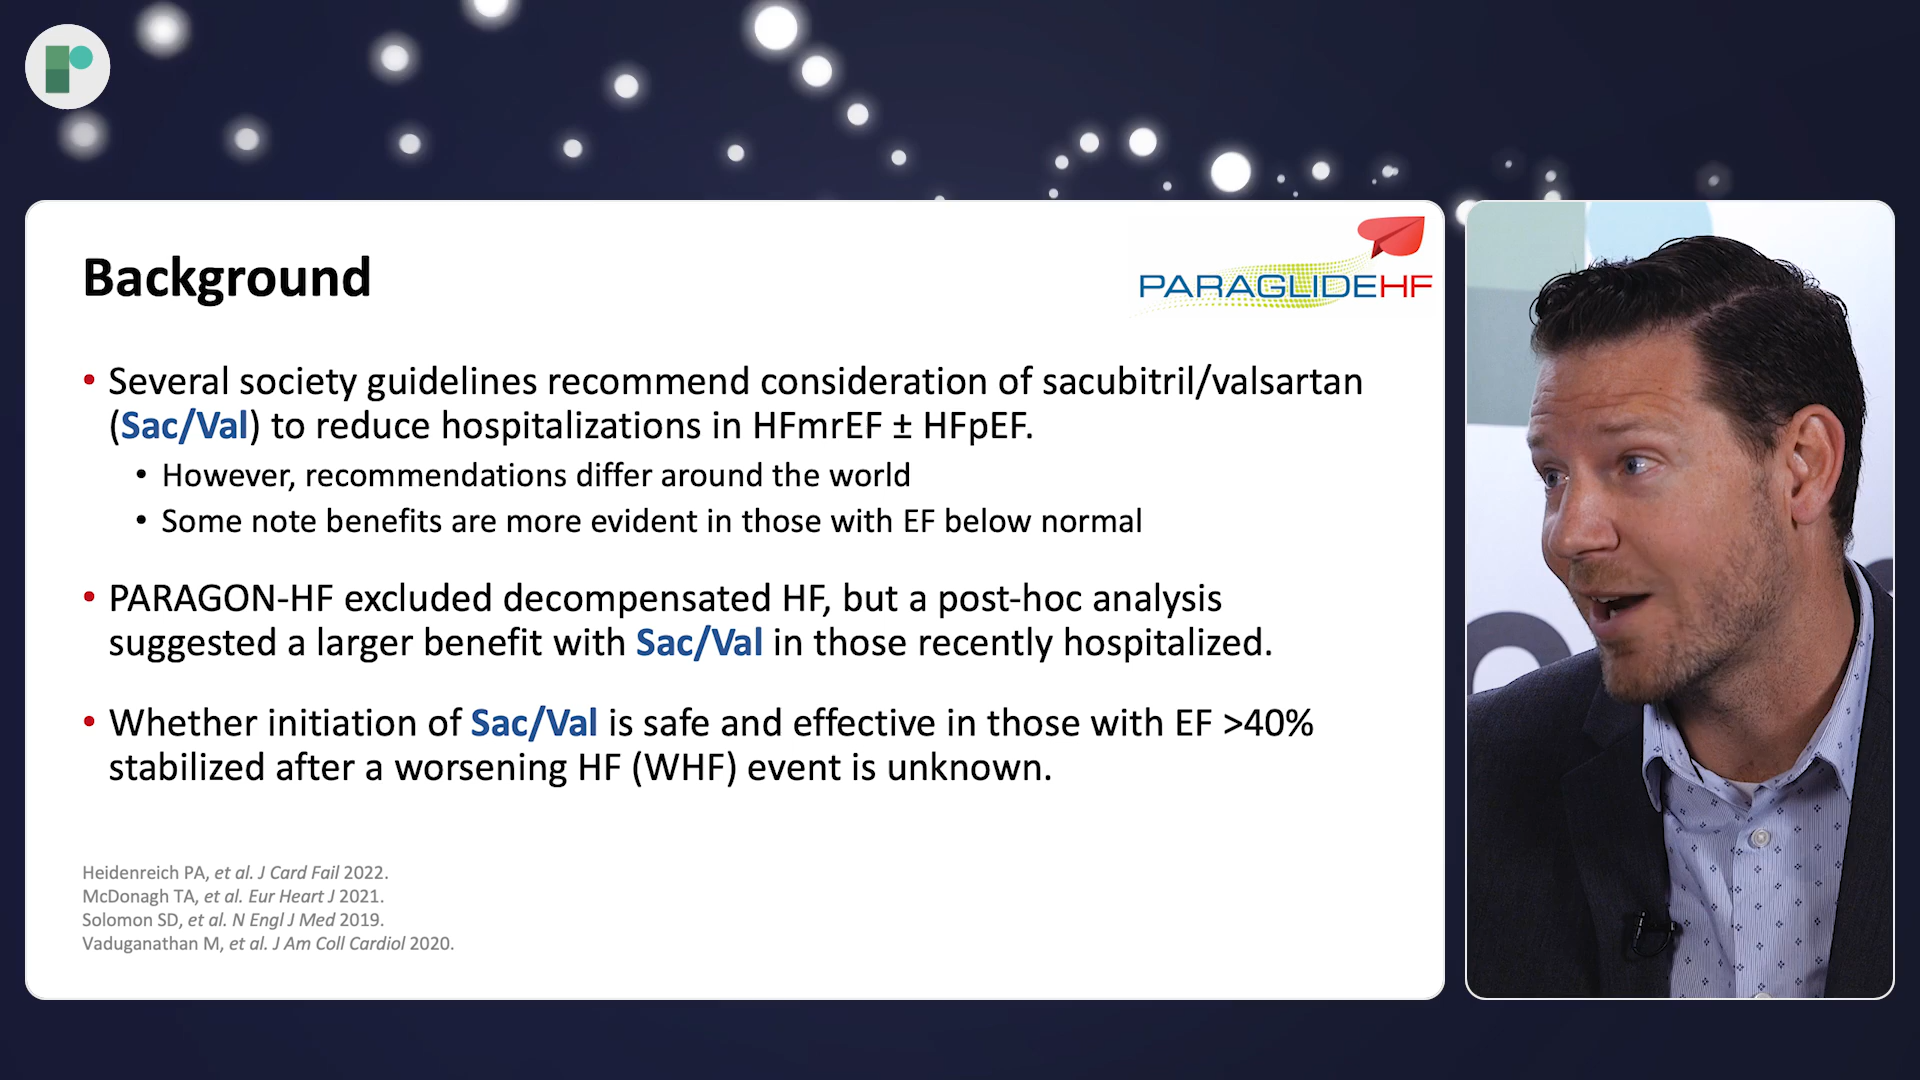 Background
PARAGLIDEHF
• Several society guidelines recommend consideration of sacubitril/valsartan
(Sac/Val) to reduce hospitalizations in HFmrEF ± HFpEF.
• However, recommendations differ around the world
• Some note benefits are more evident in those with EF below normal
• PARAGON-HF excluded decompensated HF, but a post-hoc analysis
suggested a larger benefit with Sac/Val in those recently hospitalized.
• Whether initiation of Sac/Val is safe and effective in those with EF >40%
stabilized after a worsening HF (WHF) event is unknown.
Heidenreich PA, et al. J Card Fail 2022.
McDonagh TA, et al. Eur Heart J 2021.
Solomon SD, et al. N Engl J Med 2019.
Vaduganathan M, et al. J Am Coll Cardiol 2020.